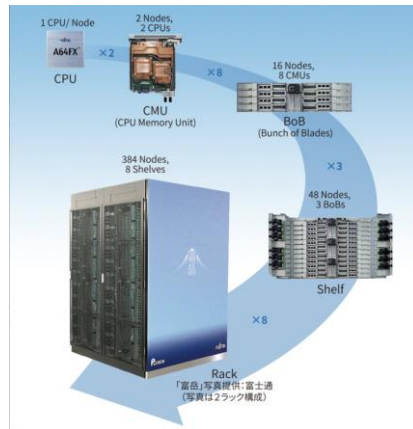 1 CPU/ Node
A64FX
CPU
×2
2 Nodes,
2 CPUs
CMU
(CPU Memory Unit)
×8
16 Nodes,
8 CMUs
BoB
(Bunch of Blades)
×3
48 Nodes,
3 BoBs
Shelf
×8
384 Nodes,
8 Shelves
Rack
「富岳」写真提供：富士通
（写真は2ラック構成）